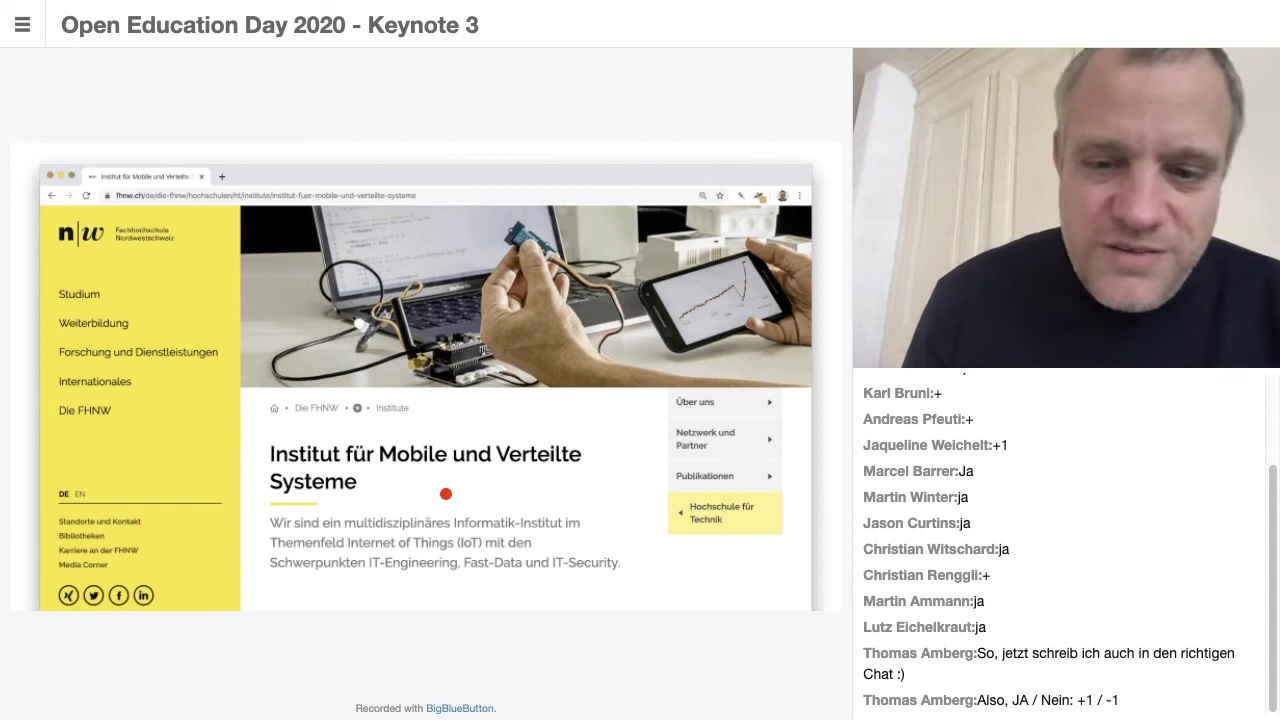 Open Education Day 2020 - Keynote 3
Institut für Mobile und Verteilte
fhnw.ch/de/die-fhnw/hochschulen/ht/institute/institut-fuer-mobile-und-verteilte-systeme
n|w
Fachhochschule
Nordwestschweiz
Studium
Weiterbildung
Forschung und Dienstleistungen
Internationales
Die FHNW
DE EN
Standorte und Kontakt
Bibliotheken
Karriere an der FHNW
Media Corner
Die FHNW
Institute
Institut für Mobile und Verteilte
Systeme
Wir sind ein multidisziplinäres Informatik-Institut im
Themenfeld Internet of Things (IoT) mit den
Schwerpunkten IT-Engineering, Fast-Data und IT-Security.
Über uns
Netzwerk und
Partner
Publikationen
Hochschule für
Technik
Recorded with BigBlueButton.
Karl Bruni:+
Andreas Pfeuti:+
Jaqueline Weichelt:+1
Marcel Barrer:Ja
Martin Winter:ja
Jason Curtins:ja
Christian Witschard:ja
Christian Renggli:+
Martin Ammann:ja
Lutz Eichelkraut:ja
Thomas Amberg:So, jetzt schreib ich auch in den richtigen
Chat :)
Thomas Amberg:Also, JA / Nein: +1 / -1